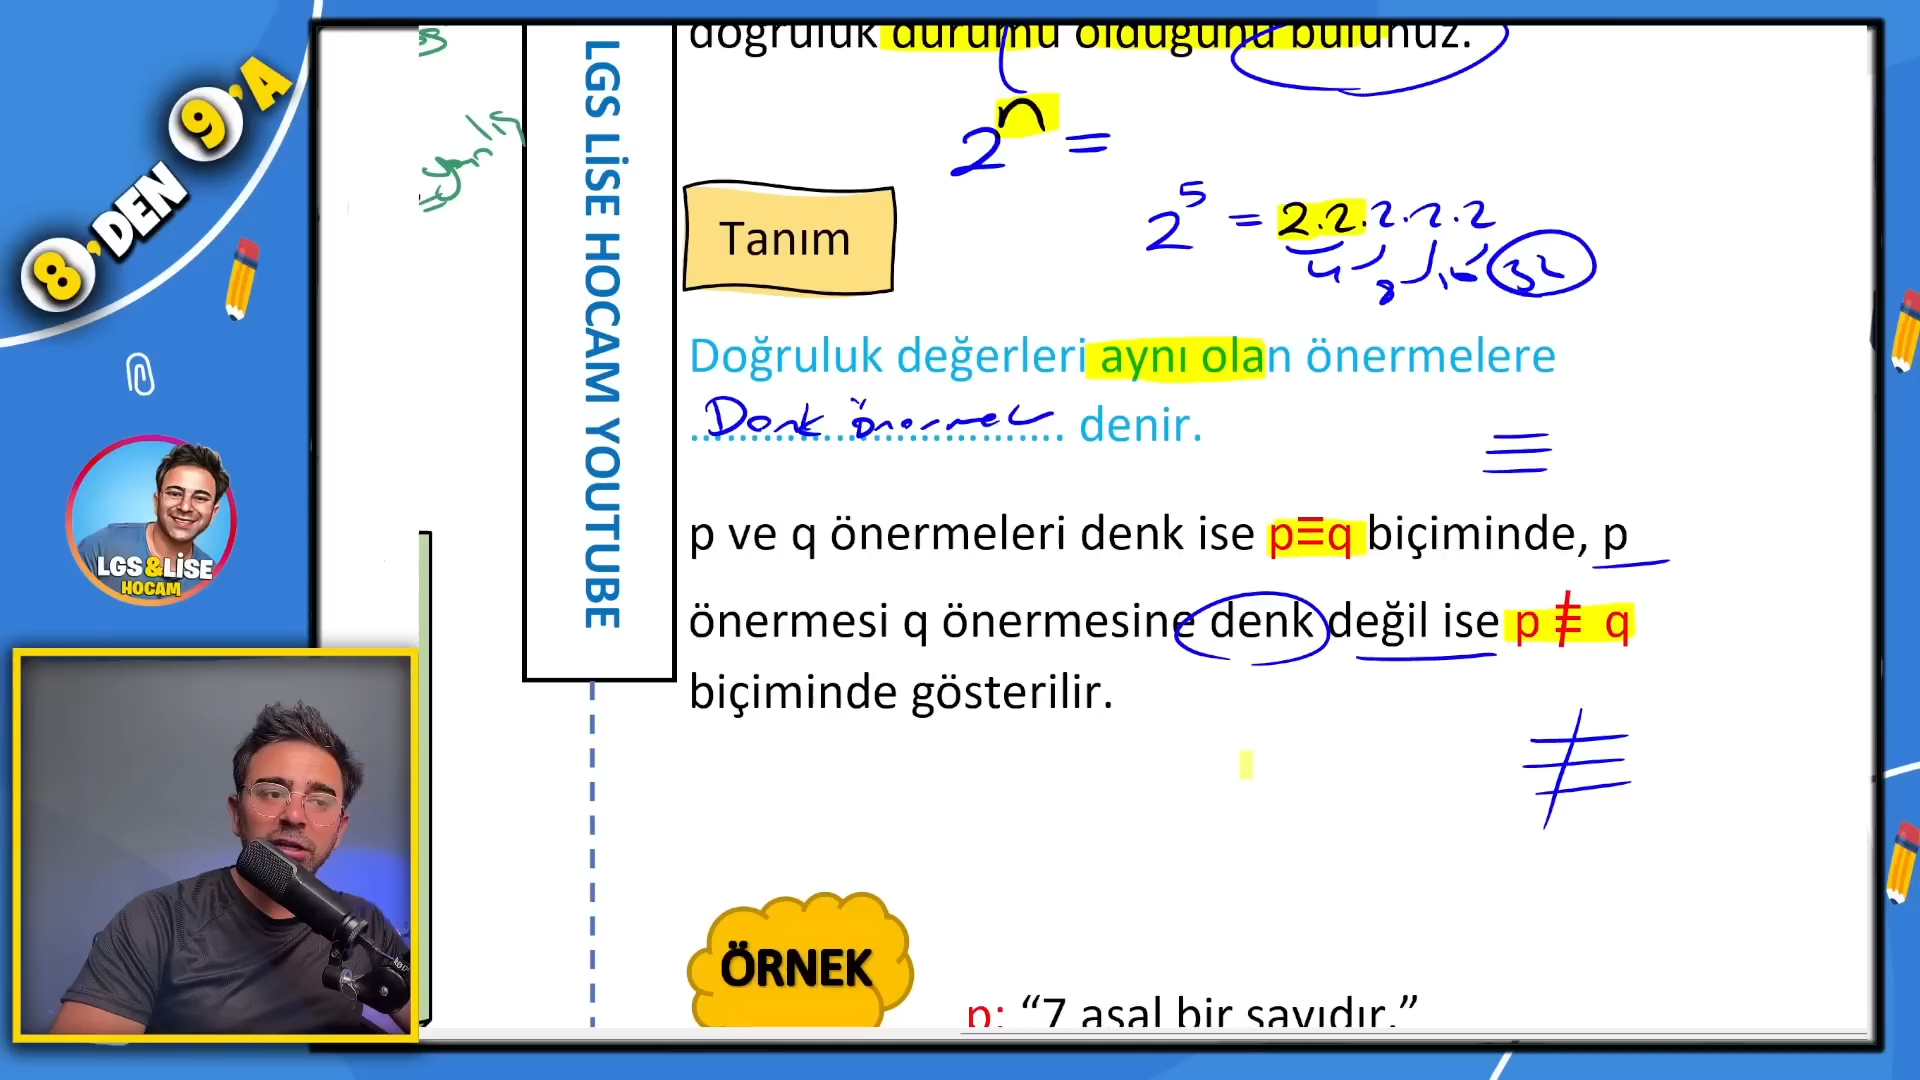 8'DEN 9'A
LGS&LİSE
HOCAM
LGS LİSE HOCAM YOUTUBE
doğruluk durumu olduğunu bulunuz.
2ⁿ =
2⁵ = 2.2.2.2.2
4 8 16 32
Tanım
Doğruluk değerleri aynı olan önermelere
Denk önermeler denir.
≡
p ve q önermeleri denk ise p≡q biçiminde, p
önermesi q önermesine denk değil ise p ≢ q
biçiminde gösterilir.
≢
ÖRNEK
p: “7 asal bir sayıdır.”